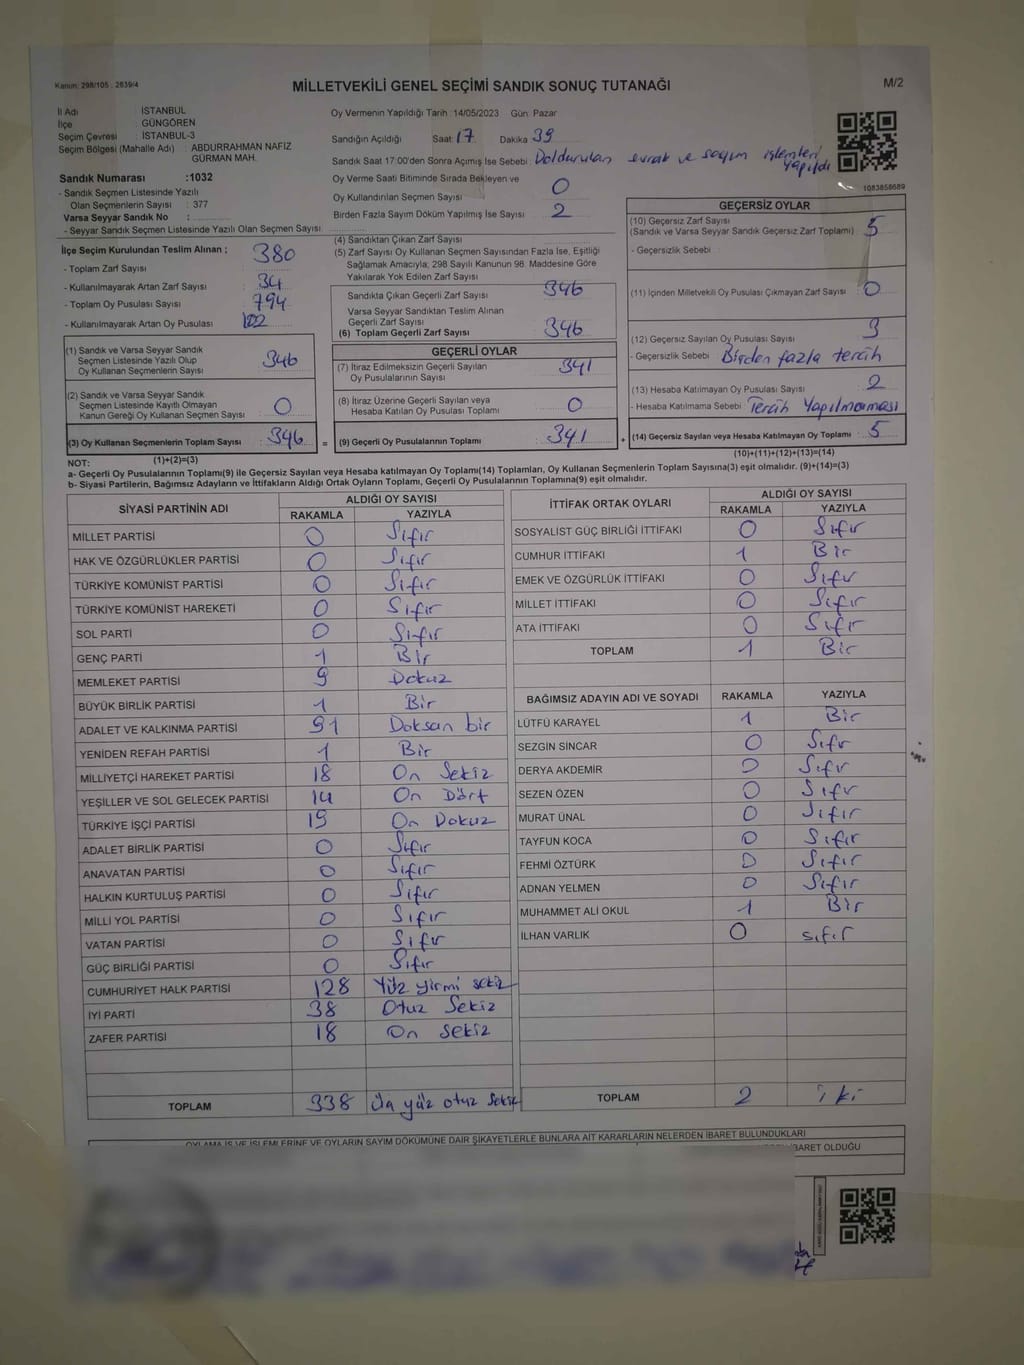 Kanun: 298/105 , 2839/4
MİLLETVEKİLİ GENEL SEÇİMİ SANDIK SONUÇ TUTANAĞI
M/2
İl Adı : İSTANBUL
İlçe : GÜNGÖREN
Seçim Çevresi : İSTANBUL-3
Seçim Bölgesi (Mahalle Adı) : ABDURRAHMAN NAFIZ
GÜRMAN MAH.
Sandık Numarası :1032
- Sandık Seçmen Listesinde Yazılı
Olan Seçmenlerin Sayısı : 377
Varsa Seyyar Sandık No :
- Seyyar Sandık Seçmen Listesinde Yazılı Olan Seçmen Sayısı
Oy Vermenin Yapıldığı Tarih :14/05/2023 Gün: Pazar
Sandığın Açıldığı Saat: 17 Dakika 39
Sandık Saat 17:00'den Sonra Açımış İse Sebebi : Doldurulan evrak ve sayım işlemleri
yapıldı
Oy Verme Saati Bitiminde Sırada Bekleyen ve
Oy Kullandırılan Seçmen Sayısı 0
Birden Fazla Sayım Döküm Yapılmış İse Sayısı 2
1083858689
İlçe Seçim Kurulundan Teslim Alınan ; 380
- Toplam Zarf Sayısı
- Kullanılmayarak Artan Zarf Sayısı 34
- Toplam Oy Pusulası Sayısı 794
- Kullanılmayarak Artan Oy Pusulası
(1) Sandık ve Varsa Seyyar Sandık
Seçmen Listesinde Yazılı Olup
Oy Kullanan Seçmenlerin Sayısı 346
(2) Sandık ve Varsa Seyyar Sandık
Seçmen Listesinde Kayıtlı Olmayan
Kanun Gereği Oy Kullanan Seçmen Sayısı 0
(3) Oy Kullanan Seçmenlerin Toplam Sayısı 346
(1)+(2)=(3)
(4) Sandıktan Çıkan Zarf Sayısı
(5) Zarf Sayısı Oy Kullanan Seçmen Sayısından Fazla İse, Eşitliği
Sağlamak Amacıyla, 298 Sayılı Kanunun 98. Maddesine Göre
Yakılarak Yok Edilen Zarf Sayısı
Sandıkta Çıkan Geçerli Zarf Sayısı 346
Varsa Seyyar Sandıktan Teslim Alınan
Geçerli Zarf Sayısı
(6) Toplam Geçerli Zarf Sayısı 346
GEÇERLİ OYLAR
(7) İtiraz Edilmeksizin Geçerli Sayılan
Oy Pusulalarının Sayısı 341
(8) İtiraz Üzerine Geçerli Sayılan veya
Hesaba Katılan Oy Pusulası Toplamı 0
= (9) Geçerli Oy Pusulalarının Toplamı 341
GEÇERSİZ OYLAR
(10) Geçersiz Zarf Sayısı
(Sandık ve Varsa Seyyar Sandık Geçersiz Zarf Toplamı) 5
- Geçersizlik Sebebi :
(11) İçinden Milletvekili Oy Pusulası Çıkmayan Zarf Sayısı 0
(12) Geçersiz Sayılan Oy Pusulası Sayısı 3
- Geçersizlik Sebebi Birden fazla tercih
(13) Hesaba Katılmayan Oy Pusulası Sayısı 2
- Hesaba Katılmama Sebebi Tercih Yapılmaması
+ (14) Geçersiz Sayılan veya Hesaba Katılmayan Oy Toplamı 5
(10)+(11)+(12)+(13)=(14)
NOT:
a- Geçerli Oy Pusulalarının Toplamı(9) ile Geçersiz Sayılan veya Hesaba katılmayan Oy Toplamı(14) Toplamları, Oy Kullanan Seçmenlerin Toplam Sayısına(3) eşit olmalıdır. (9)+(14)=(3)
b- Siyasi Partilerin, Bağımsız Adayların ve İttifakların Aldığı Ortak Oyların Toplamı, Geçerli Oy Pusulalarının Toplamına(9) eşit olmalıdır.
SİYASİ PARTİNİN ADI ALDIĞI OY SAYISI
RAKAMLA YAZIYLA
MİLLET PARTİSİ 0 Sıfır
HAK VE ÖZGÜRLÜKLER PARTİSİ 0 Sıfır
TÜRKİYE KOMÜNİST PARTİSİ 0 Sıfır
TÜRKİYE KOMÜNİST HAREKETİ 0 Sıfır
SOL PARTİ 0 Sıfır
GENÇ PARTİ 1 Bir
MEMLEKET PARTİSİ 9 Dokuz
BÜYÜK BİRLİK PARTİSİ 1 Bir
ADALET VE KALKINMA PARTİSİ 91 Doksan bir
YENİDEN REFAH PARTİSİ 1 Bir
MİLLİYETÇİ HAREKET PARTİSİ 18 On Sekiz
YEŞİLLER VE SOL GELECEK PARTİSİ 14 On Dört
TÜRKİYE İŞÇİ PARTİSİ 19 On Dokuz
ADALET BİRLİK PARTİSİ 0 Sıfır
ANAVATAN PARTİSİ 0 Sıfır
HALKIN KURTULUŞ PARTİSİ 0 Sıfır
MİLLİ YOL PARTİSİ 0 Sıfır
VATAN PARTİSİ 0 Sıfır
GÜÇ BİRLİĞİ PARTİSİ 0 Sıfır
CUMHURİYET HALK PARTİSİ 128 Yüz yirmi sekiz
İYİ PARTİ 38 Otuz Sekiz
ZAFER PARTİSİ 18 On sekiz
TOPLAM 338 Üç yüz otuz sekiz
İTTİFAK ORTAK OYLARI ALDIĞI OY SAYISI
RAKAMLA YAZIYLA
SOSYALİST GÜÇ BİRLİĞİ İTTİFAKI 0 Sıfır
CUMHUR İTTİFAKI 1 Bir
EMEK VE ÖZGÜRLÜK İTTİFAKI 0 Sıfır
MİLLET İTTİFAKI 0 Sıfır
ATA İTTİFAKI 0 Sıfır
TOPLAM 1 Bir
BAĞIMSIZ ADAYIN ADI VE SOYADI RAKAMLA YAZIYLA
LÜTFÜ KARAYEL 1 Bir
SEZGİN SİNCAR 0 Sıfır
DERYA AKDEMİR 0 Sıfır
SEZEN ÖZEN 0 Sıfır
MURAT ÜNAL 0 Sıfır
TAYFUN KOCA 0 Sıfır
FEHMİ ÖZTÜRK 0 Sıfır
ADNAN YELMEN 0 Sıfır
MUHAMMET ALİ OKUL 1 Bir
İLHAN VARLIK 0 sıfır
TOPLAM 2 iki
OYLAMA İŞ VE İŞLEMLERİNE VE OYLARIN SAYIM DÖKÜMÜNE DAİR ŞİKAYETLERLE BUNLARA AİT KARARLARIN NELERDEN İBARET BULUNDUKLARI
İBARET OLDUĞU